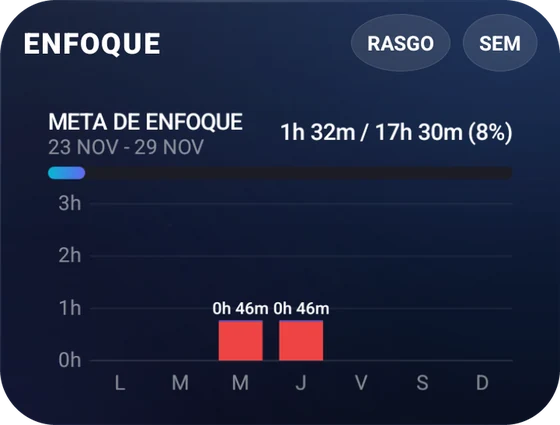 ENFOQUE
RASGO
SEM
META DE ENFOQUE
1h 32m / 17h 30m (8%)
23 NOV - 29 NOV
3h
2h
1h
0h 46m 0h 46m
0h
L M M J V S D